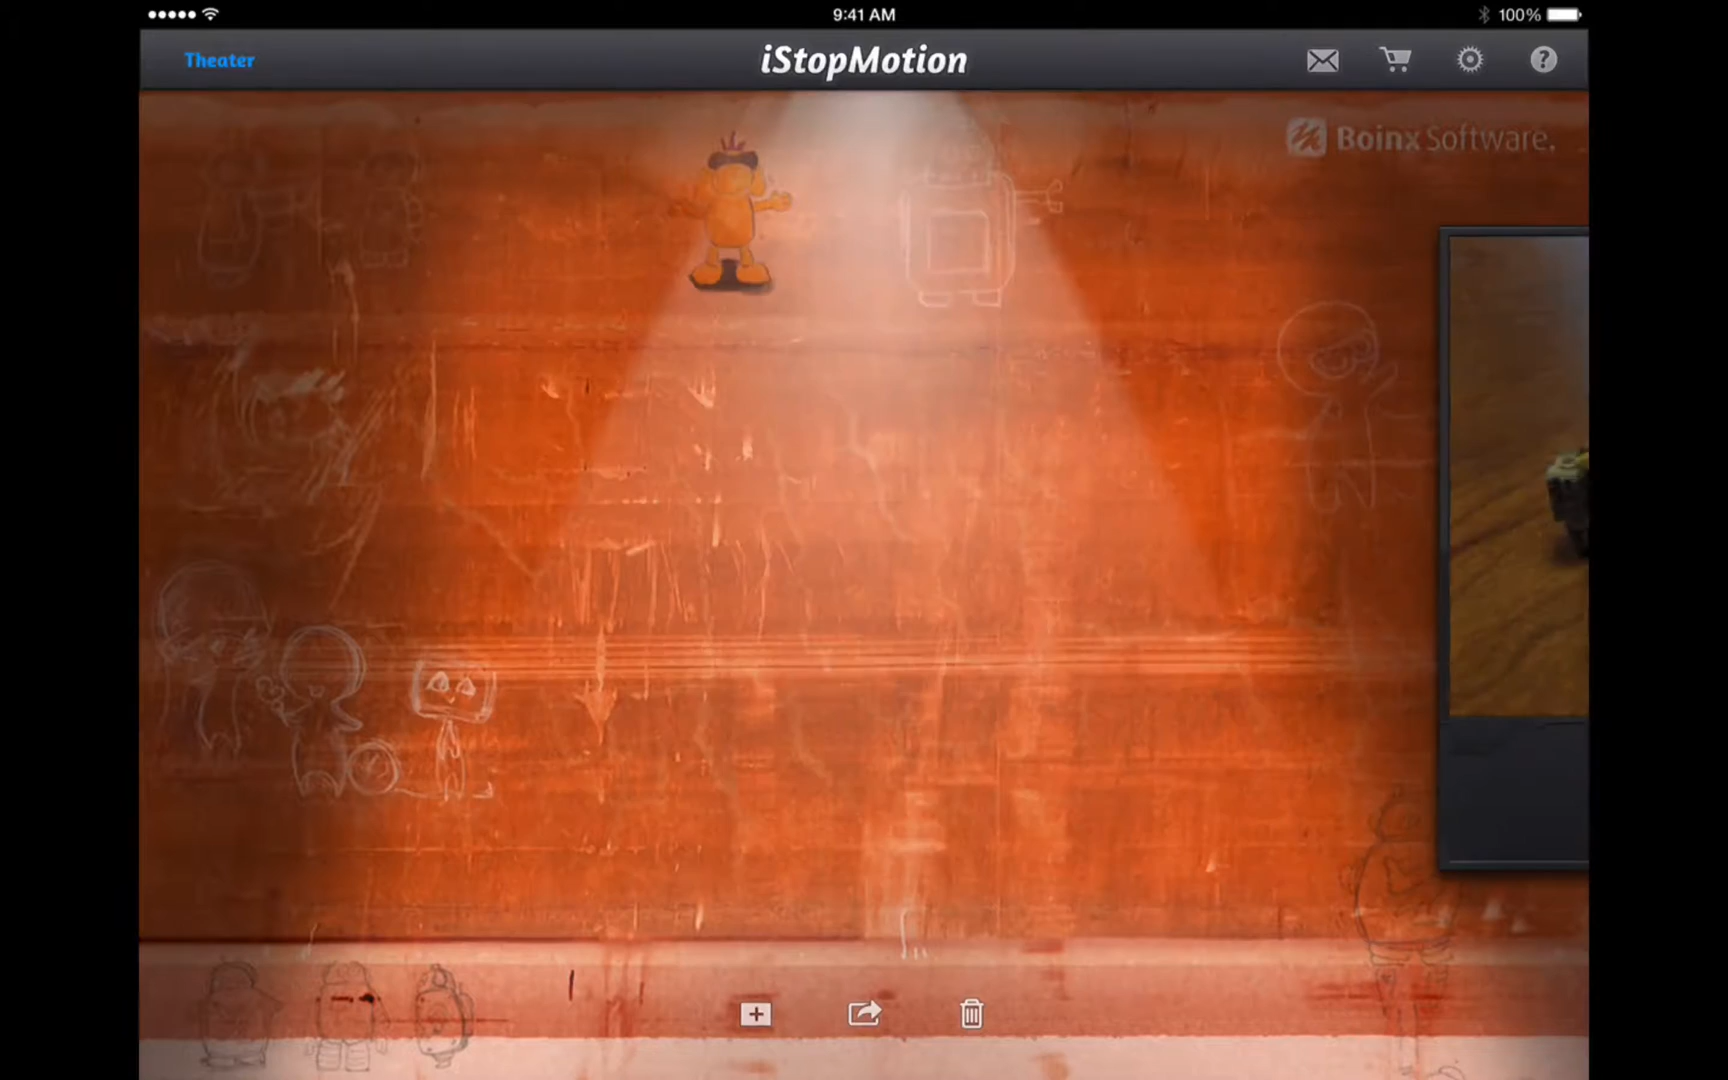 9:41 AM
100%
Theater
iStopMotion
?
Boinx Software.